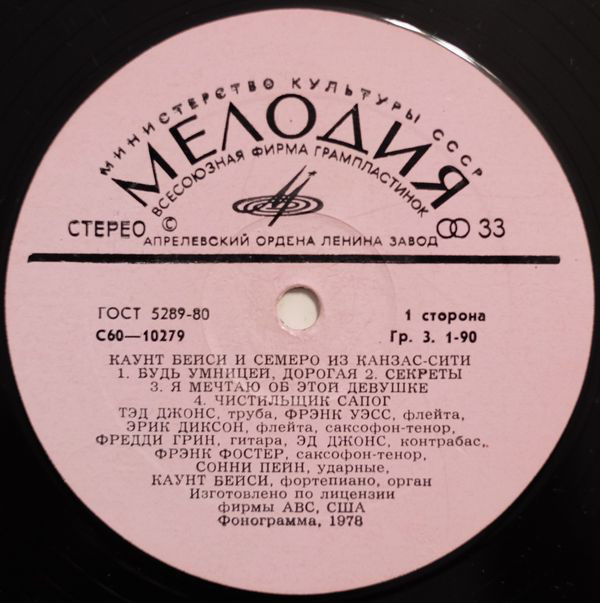 МИНИСТЕРСТВО КУЛЬТУРЫ СССР
МЕЛОДИЯ
ВСЕСОЮЗНАЯ ФИРМА ГРАМПЛАСТИНОК
СТЕРЕО © 33
АПРЕЛЕВСКИЙ ОРДЕНА ЛЕНИНА ЗАВОД
ГОСТ 5289-80 1 сторона
С60—10279 Гр. 3. 1-90
КАУНТ БЕЙСИ И СЕМЕРО ИЗ КАНЗАС-СИТИ
1. БУДЬ УМНИЦЕЙ, ДОРОГАЯ 2. СЕКРЕТЫ
3. Я МЕЧТАЮ ОБ ЭТОЙ ДЕВУШКЕ
4. ЧИСТИЛЬЩИК САПОГ
ТЭД ДЖОНС, труба, ФРЭНК УЭСС, флейта,
ЭРИК ДИКСОН, флейта, саксофон-тенор,
ФРЕДДИ ГРИН, гитара, ЭД ДЖОНС, контрабас,
ФРЭНК ФОСТЕР, саксофон-тенор,
СОННИ ПЕЙН, ударные,
КАУНТ БЕЙСИ, фортепиано, орган
Изготовлено по лицензии
фирмы ABC, США
Фонограмма, 1978